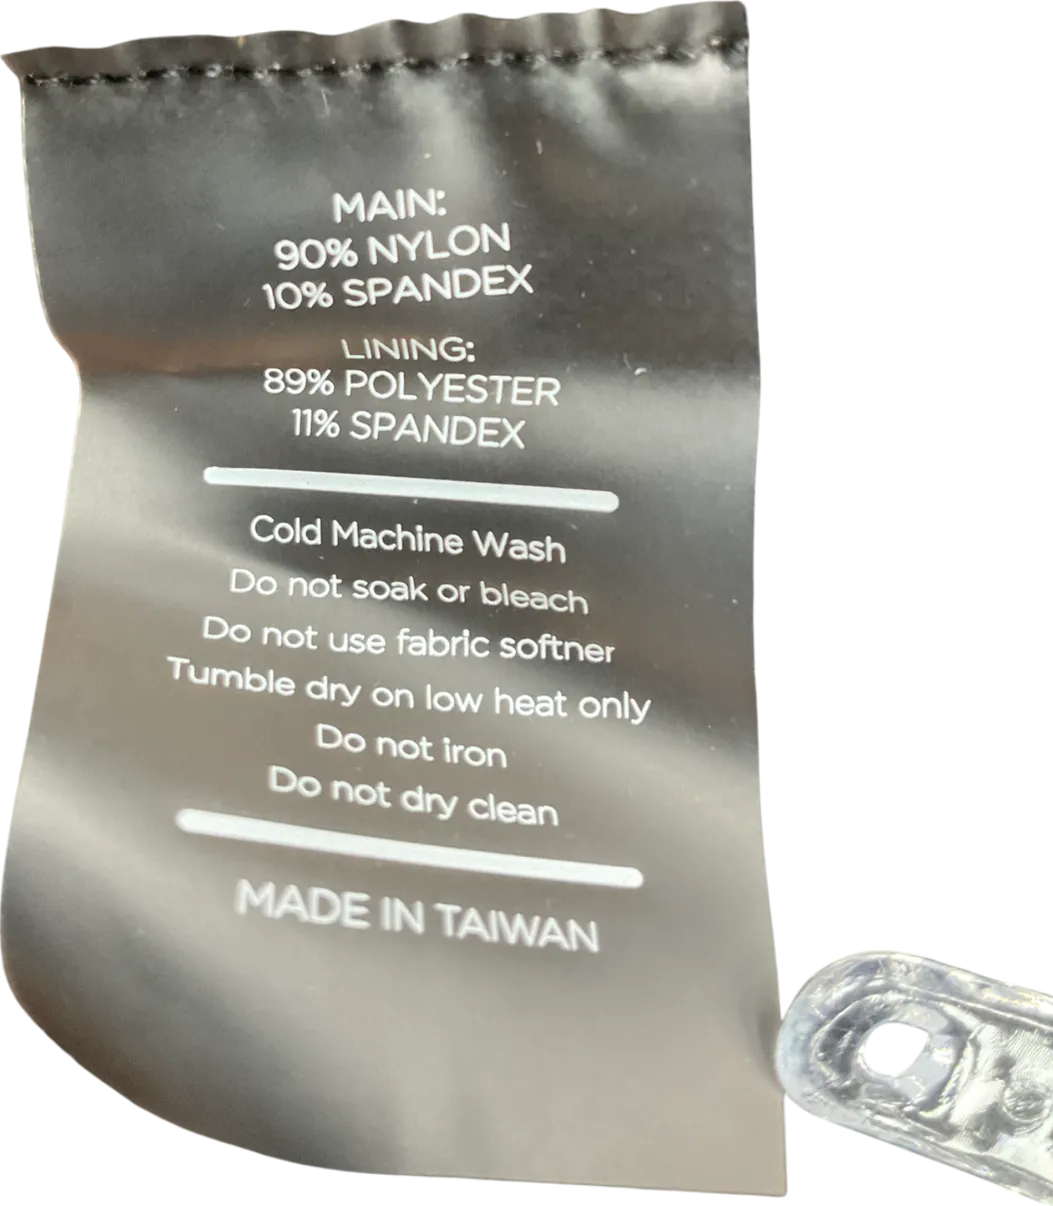 MAIN:
90% NYLON
10% SPANDEX
LINING:
89% POLYESTER
11% SPANDEX
Cold Machine Wash
Do not soak or bleach
Do not use fabric softner
Tumble dry on low heat only
Do not iron
Do not dry clean
MADE IN TAIWAN